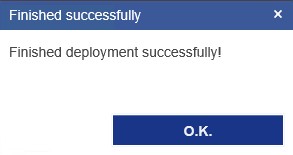 Finished successfully ×
Finished deployment successfully!
O.K.